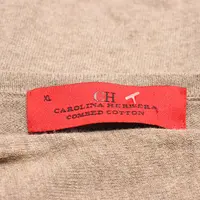 XL
CH
CAROLINA HERRERA
COMBED COTTON